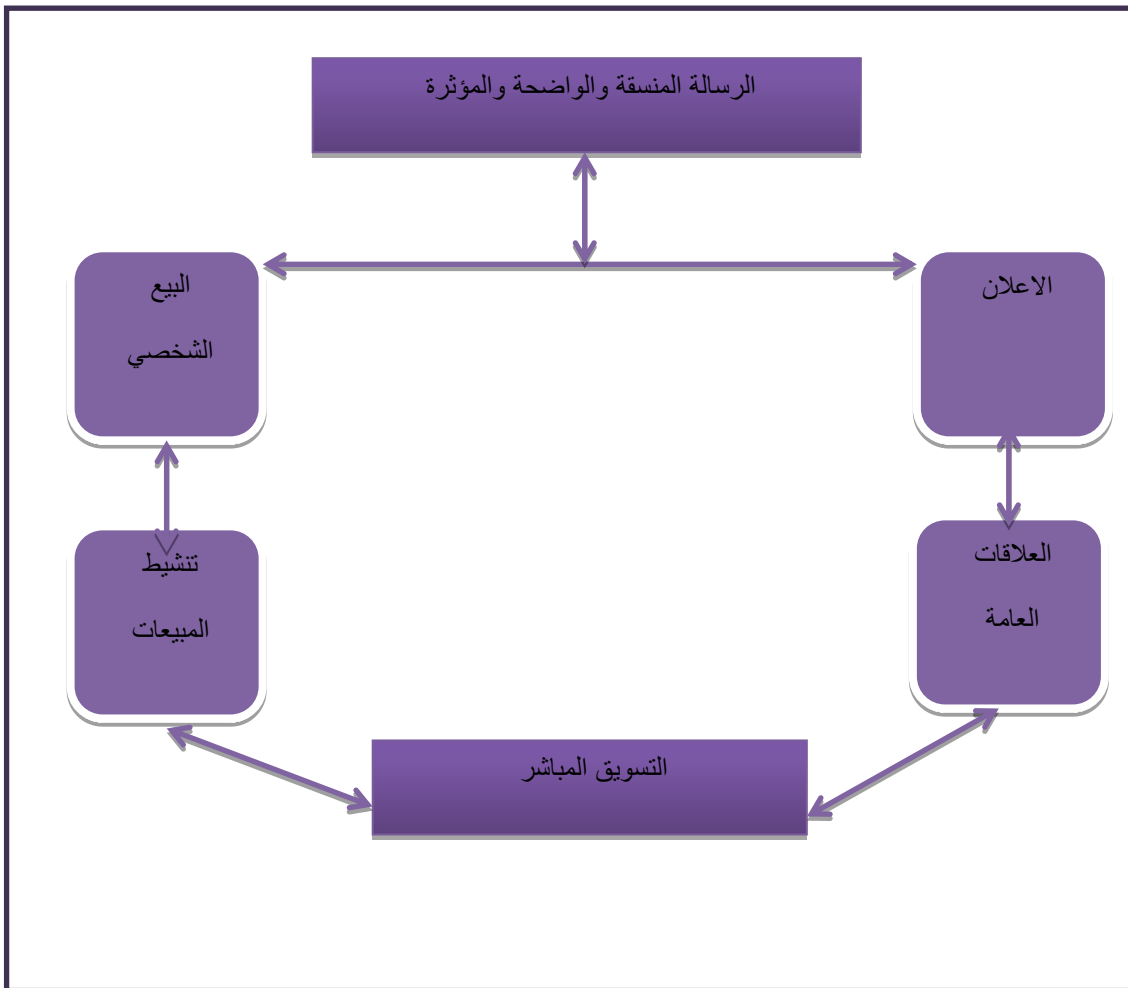 الرسالة المنسقة والواضحة والمؤثرة
الاعلان
البيع
الشخصي
العلاقات
العامة
تنشيط
المبيعات
التسويق المباشر